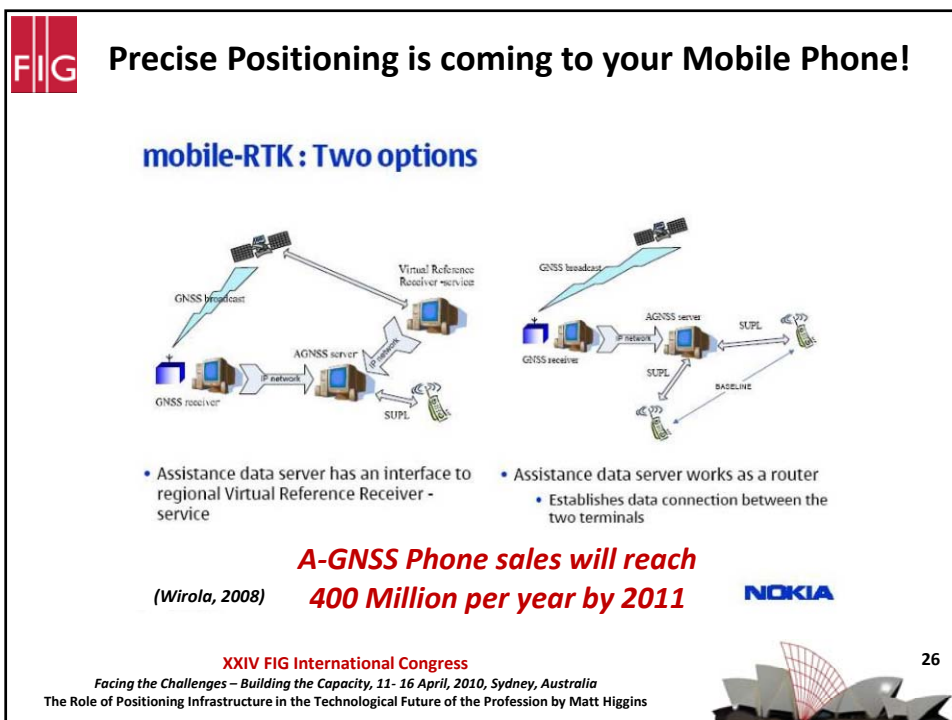 FIG
Precise Positioning is coming to your Mobile Phone!
mobile-RTK : Two options
GNSS broadcast
Virtual Reference
Receiver -service
AGNSS server
IP network
IP network
GNSS receiver
SUPL
GNSS broadcast
AGNSS server
SUPL
IP network
GNSS receiver
SUPL
BASELINE
• Assistance data server has an interface to
regional Virtual Reference Receiver -
service
• Assistance data server works as a router
• Establishes data connection between the
two terminals
A-GNSS Phone sales will reach
400 Million per year by 2011
(Wirola, 2008)
NOKIA
XXIV FIG International Congress
Facing the Challenges – Building the Capacity, 11- 16 April, 2010, Sydney, Australia
The Role of Positioning Infrastructure in the Technological Future of the Profession by Matt Higgins
26